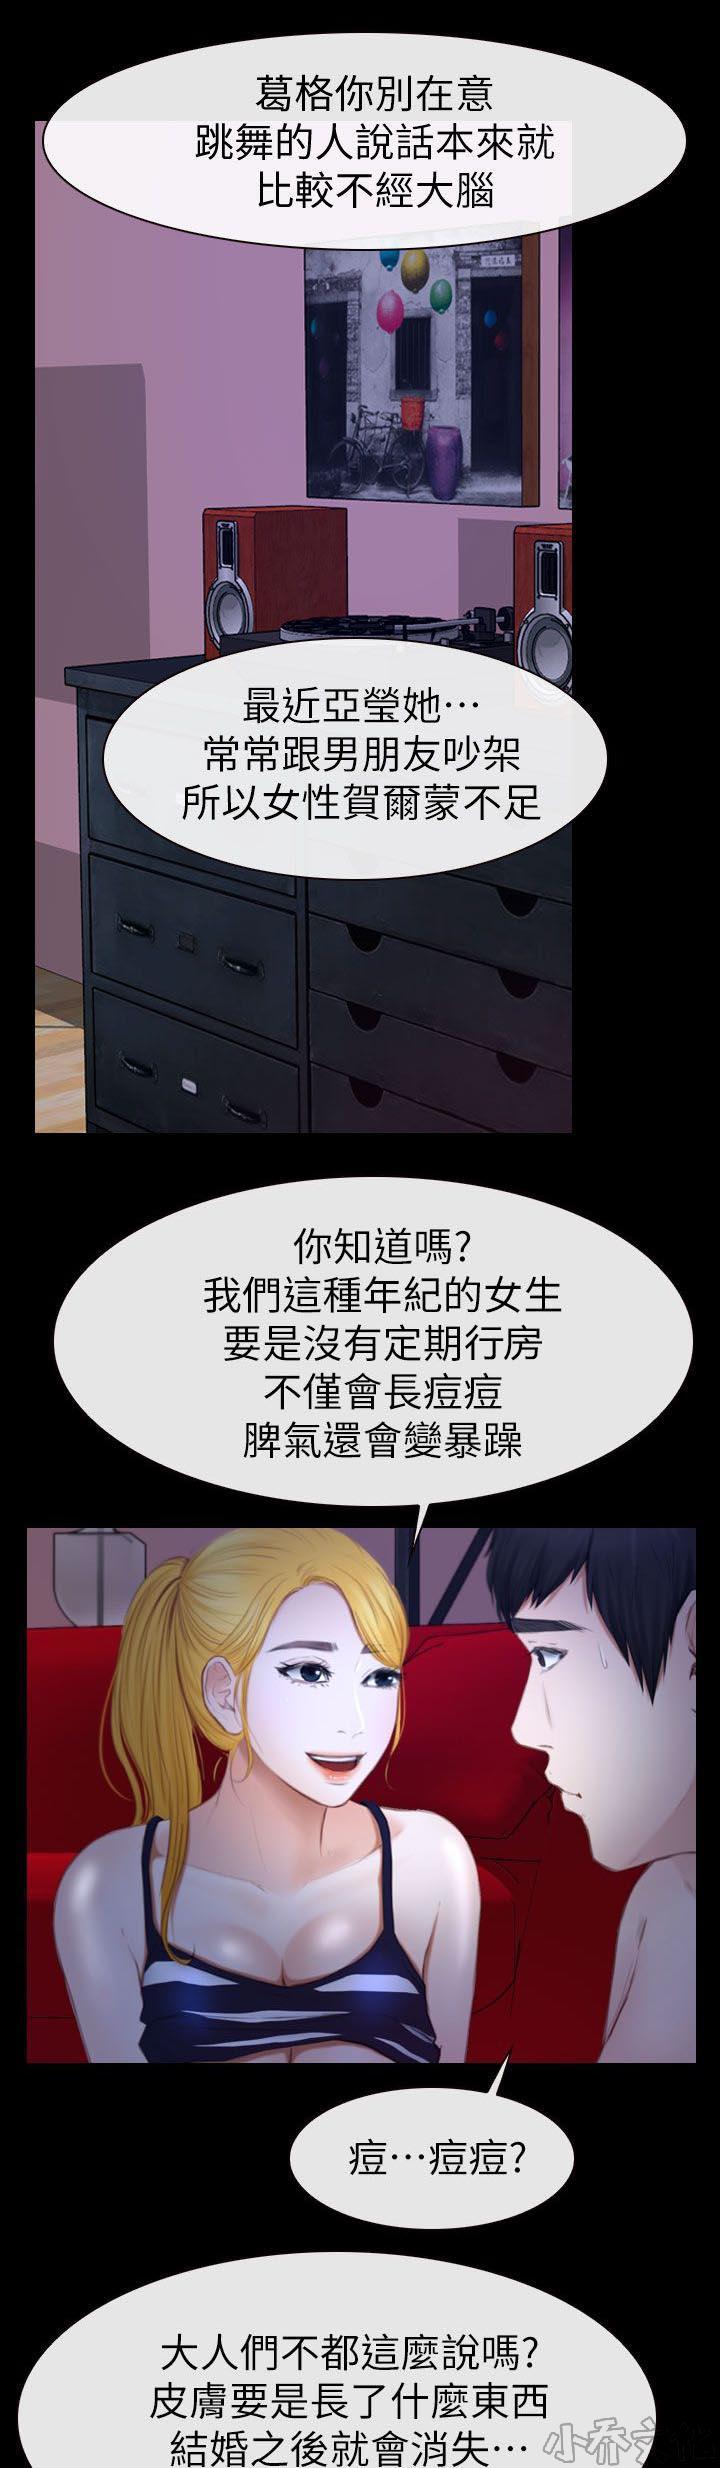 葛格你別在意
跳舞的人說話本來就
比較不經大腦
最近亞瑩她…
常常跟男朋友吵架
所以女性賀爾蒙不足
你知道嗎?
我們這種年紀的女生
要是沒有定期行房
不僅會長痘痘
脾氣還會變暴躁
痘…痘痘?
大人們不都這麼說嗎?
皮膚要是長了什麼東西
結婚之後就會消失…
小乔文化